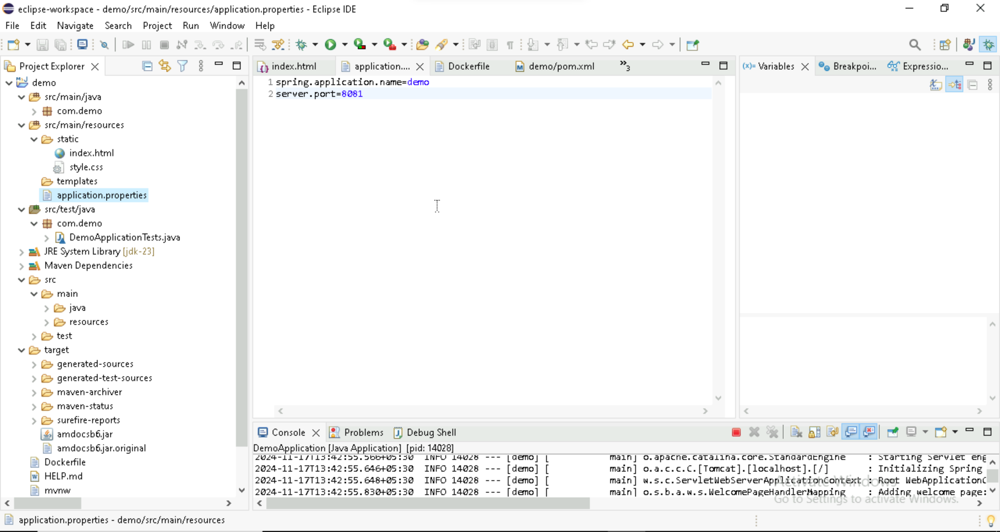 eclipse-workspace - demo/src/main/resources/application.properties - Eclipse IDE
File Edit Navigate Search Project Run Window Help
Project Explorer
demo
src/main/java
com.demo
src/main/resources
static
index.html
style.css
templates
application.properties
src/test/java
com.demo
DemoApplicationTests.java
JRE System Library [jdk-23]
Maven Dependencies
src
main
java
resources
test
target
generated-sources
generated-test-sources
maven-archiver
maven-status
surefire-reports
amdocsb6.jar
amdocsb6.jar.original
Dockerfile
HELP.md
mvnw
index.html application.... Dockerfile demo/pom.xml »3
1 spring.application.name=demo
2 server.port=8081
(x)= Variables Breakpoi... Expressio...
Console Problems Debug Shell
DemoApplication [Java Application] [pid: 14028]
2024-11-17T13:42:55.566+05:30 INFO 14028 --- [demo] [ main] o.apache.catalina.core.StandardEngine : Starting Servlet eng
2024-11-17T13:42:55.646+05:30 INFO 14028 --- [demo] [ main] o.a.c.c.C.[Tomcat].[localhost].[/] : Initializing Spring
2024-11-17T13:42:55.648+05:30 INFO 14028 --- [demo] [ main] w.s.c.ServletWebServerApplicationContext : Root WebApplicationC
2024-11-17T13:42:55.830+05:30 INFO 14028 --- [demo] [ main] o.s.b.a.w.s.WelcomePageHandlerMapping : Adding welcome page:
Activate Windows
Go to Settings to activate Windows.
application.properties - demo/src/main/resources